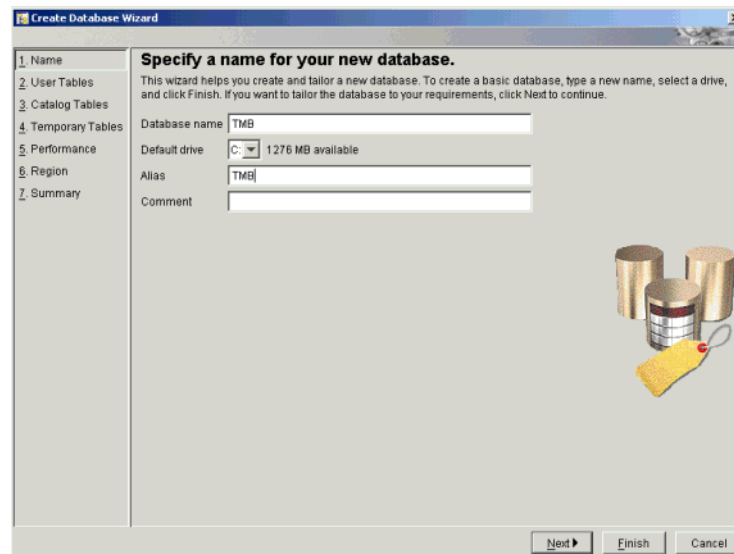 Create Database Wizard
1. Name
2. User Tables
3. Catalog Tables
4. Temporary Tables
5. Performance
6. Region
7. Summary
Specify a name for your new database.
This wizard helps you create and tailor a new database. To create a basic database, type a new name, select a drive,
and click Finish. If you want to tailor the database to your requirements, click Next to continue.
Database name TMB
Default drive C: 1276 MB available
Alias TMB
Comment
Next Finish Cancel